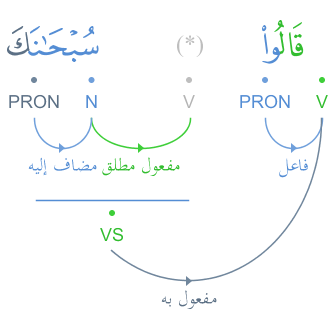 قَالُوا۟ (*) سُبْحَـٰنَكَ
V PRON V N PRON
فاعل مفعول مطلق مضاف إليه
VS
مفعول به